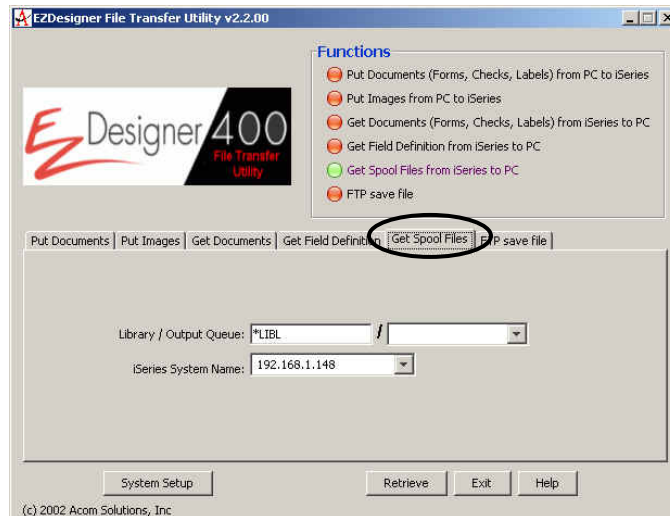 EZDesigner File Transfer Utility v2.2.00
Functions
Put Documents (Forms, Checks, Labels) from PC to iSeries
Put Images from PC to iSeries
Get Documents (Forms, Checks, Labels) from iSeries to PC
Get Field Definition from iSeries to PC
Get Spool Files from iSeries to PC
FTP save file
EZ Designer 400
File Transfer
Utility
Put Documents Put Images Get Documents Get Field Definition Get Spool Files FTP save file
Library / Output Queue: *LIBL /
iSeries System Name: 192.168.1.148
System Setup Retrieve Exit Help
(c) 2002 Acom Solutions, Inc